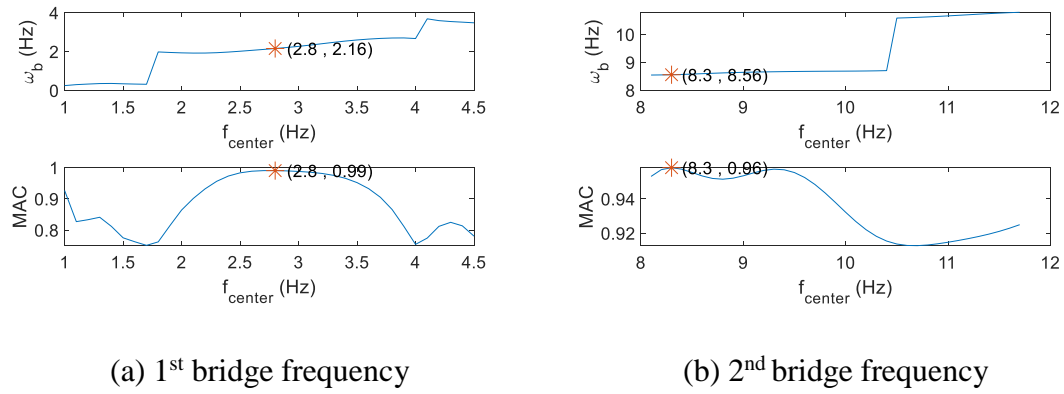 4
2
0
ω_b (Hz)
(2.8 , 2.16)
1 1.5 2 2.5 3 3.5 4 4.5
f_center (Hz)
1
0.9
0.8
MAC
(2.8 , 0.99)
1 1.5 2 2.5 3 3.5 4 4.5
f_center (Hz)
(a) 1st bridge frequency
10
9
8
ω_b (Hz)
(8.3 , 8.56)
8 9 10 11 12
f_center (Hz)
0.94
0.92
MAC
(8.3 , 0.96)
8 9 10 11 12
f_center (Hz)
(b) 2nd bridge frequency